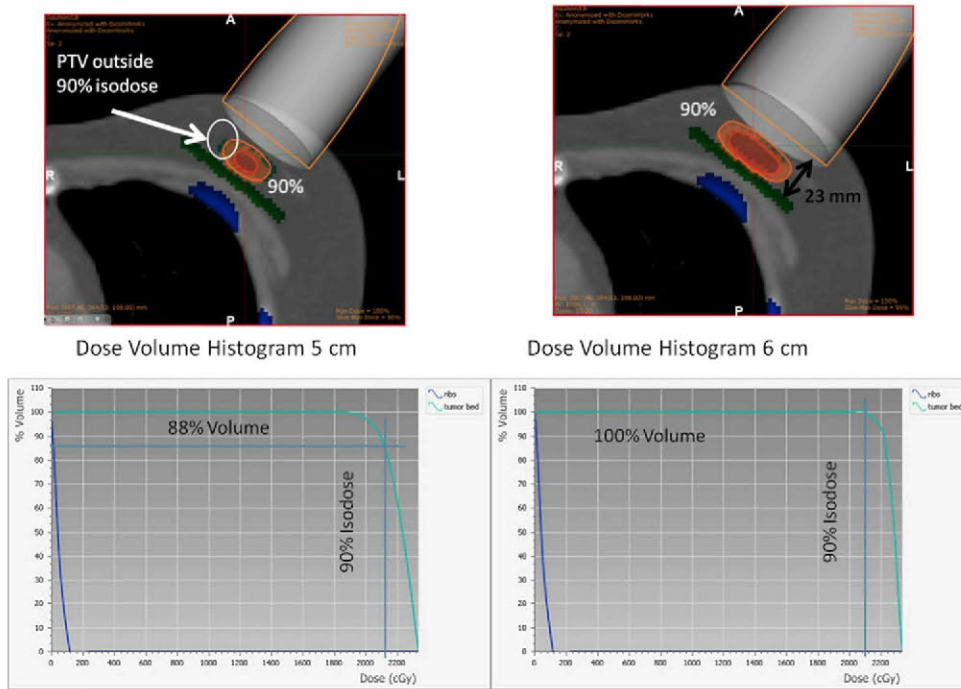 A
PTV outside
90% isodose
90%
R
L
P
A
90%
23 mm
R
L
P
Dose Volume Histogram 5 cm
Dose Volume Histogram 6 cm
110
100
90
80
70
60
50
40
30
20
10
0
% Volume
88% Volume
90% Isodose
ribs
tumor bed
0 200 400 600 800 1000 1200 1400 1600 1800 2000 2200
Dose (cGy)
110
100
90
80
70
60
50
40
30
20
10
0
% Volume
100% Volume
90% Isodose
ribs
tumor bed
0 200 400 600 800 1000 1200 1400 1600 1800 2000 2200
Dose (cGy)